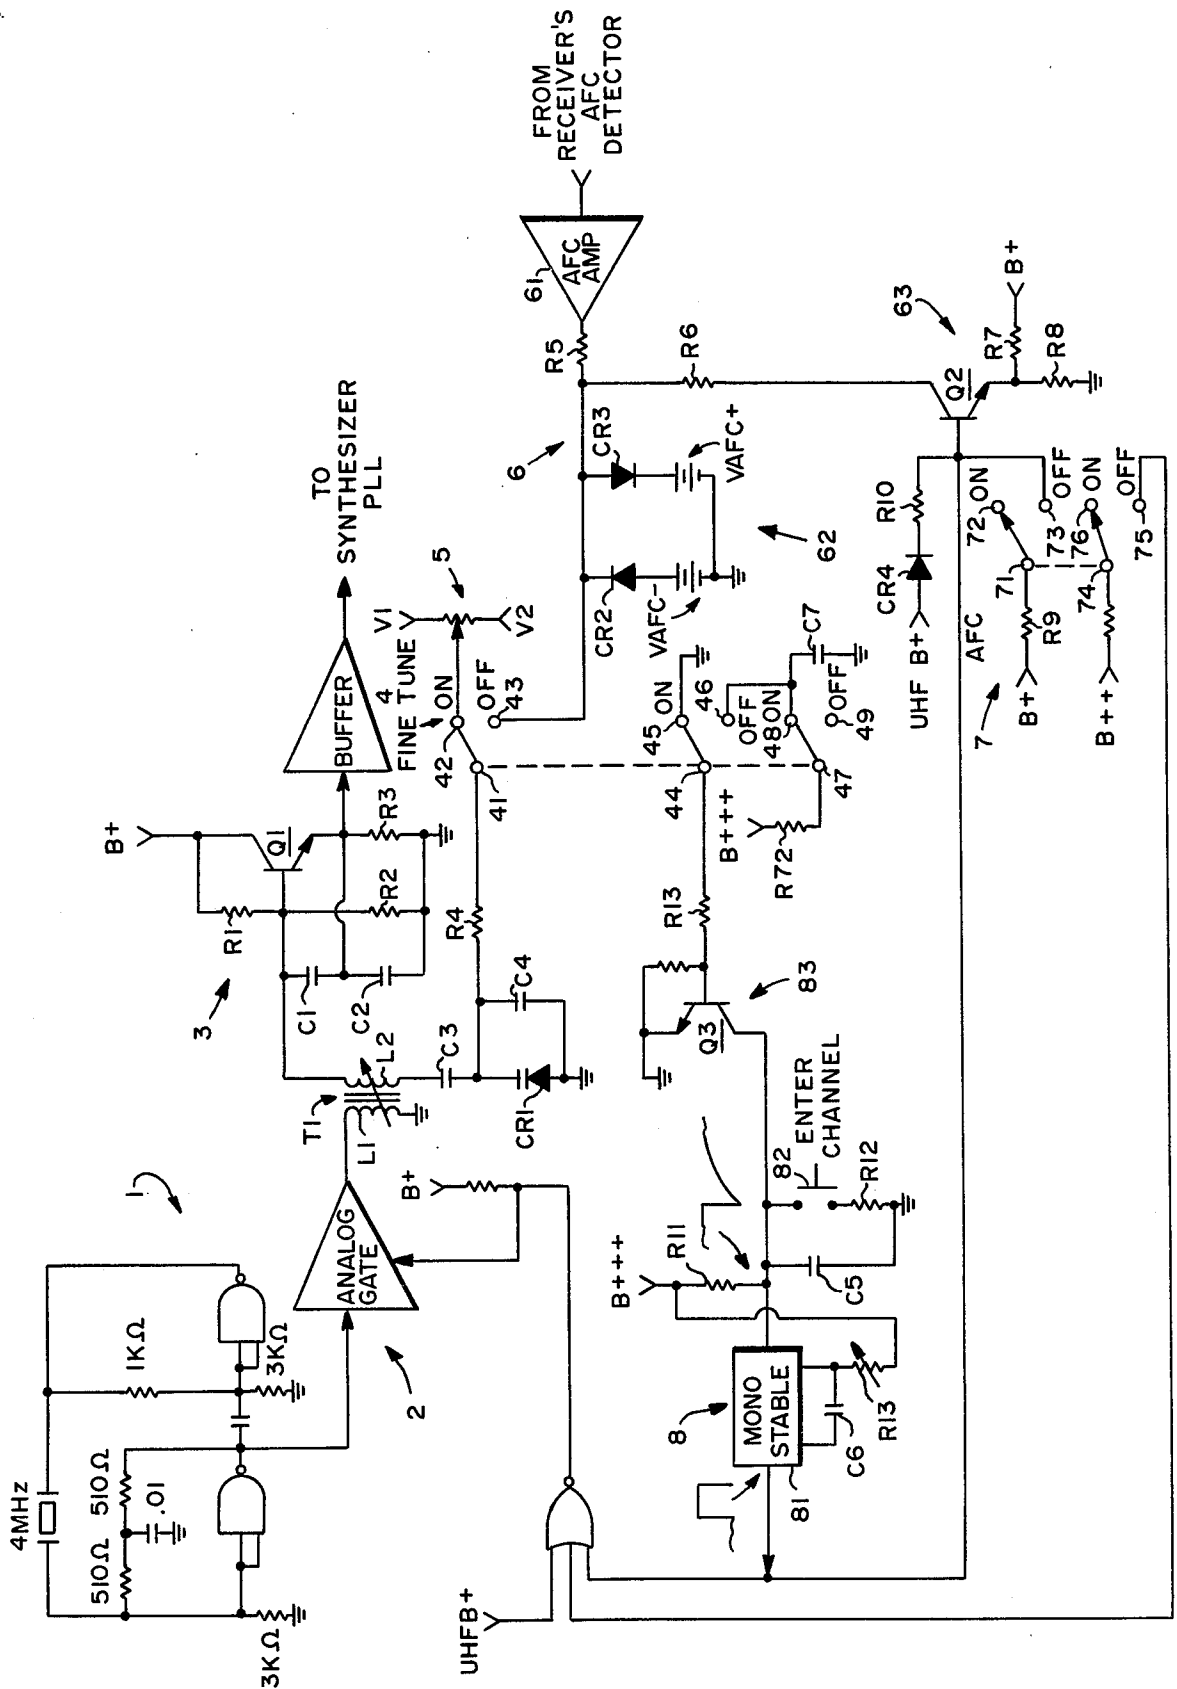 4MHz
510Ω
510Ω
.01
1KΩ
3KΩ
3KΩ
1
2
ANALOG
GATE
B+
UHFB+
T1
L1
L2
3
C1
C2
C3
C4
CR1
R1
R2
R3
R4
B+
Q1
BUFFER
TO
SYNTHESIZER
PLL
4
FINE TUNE
ON
OFF
41
42
43
V1
V2
5
6
CR2
CR3
VAFC-
VAFC+
62
R5
R6
61
AFC
AMP
FROM
RECEIVER'S
AFC
DETECTOR
44
45
ON
46
OFF
47
48
ON
49
OFF
C7
B+++
R72
R13
83
Q3
82
ENTER
CHANNEL
R12
R11
B+++
C5
8
MONO
STABLE
81
C6
R13
UHF B+
CR4
R10
AFC
7
B+
R9
71
72
ON
73
OFF
B++
74
75
OFF
76
ON
63
Q2
R7
R8
B+